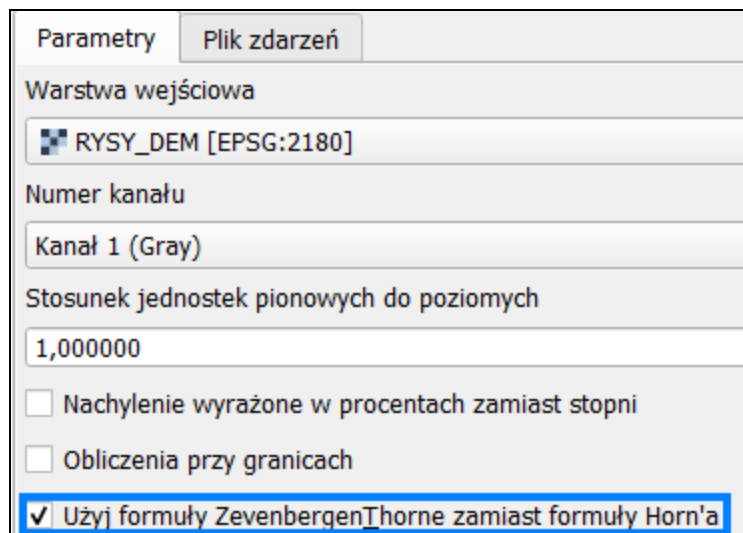 Parametry Plik zdarzeń
Warstwa wejściowa
RYSY_DEM [EPSG:2180]
Numer kanału
Kanał 1 (Gray)
Stosunek jednostek pionowych do poziomych
1,000000
Nachylenie wyrażone w procentach zamiast stopni
Obliczenia przy granicach
Użyj formuły ZevenbergenThorne zamiast formuły Horn'a